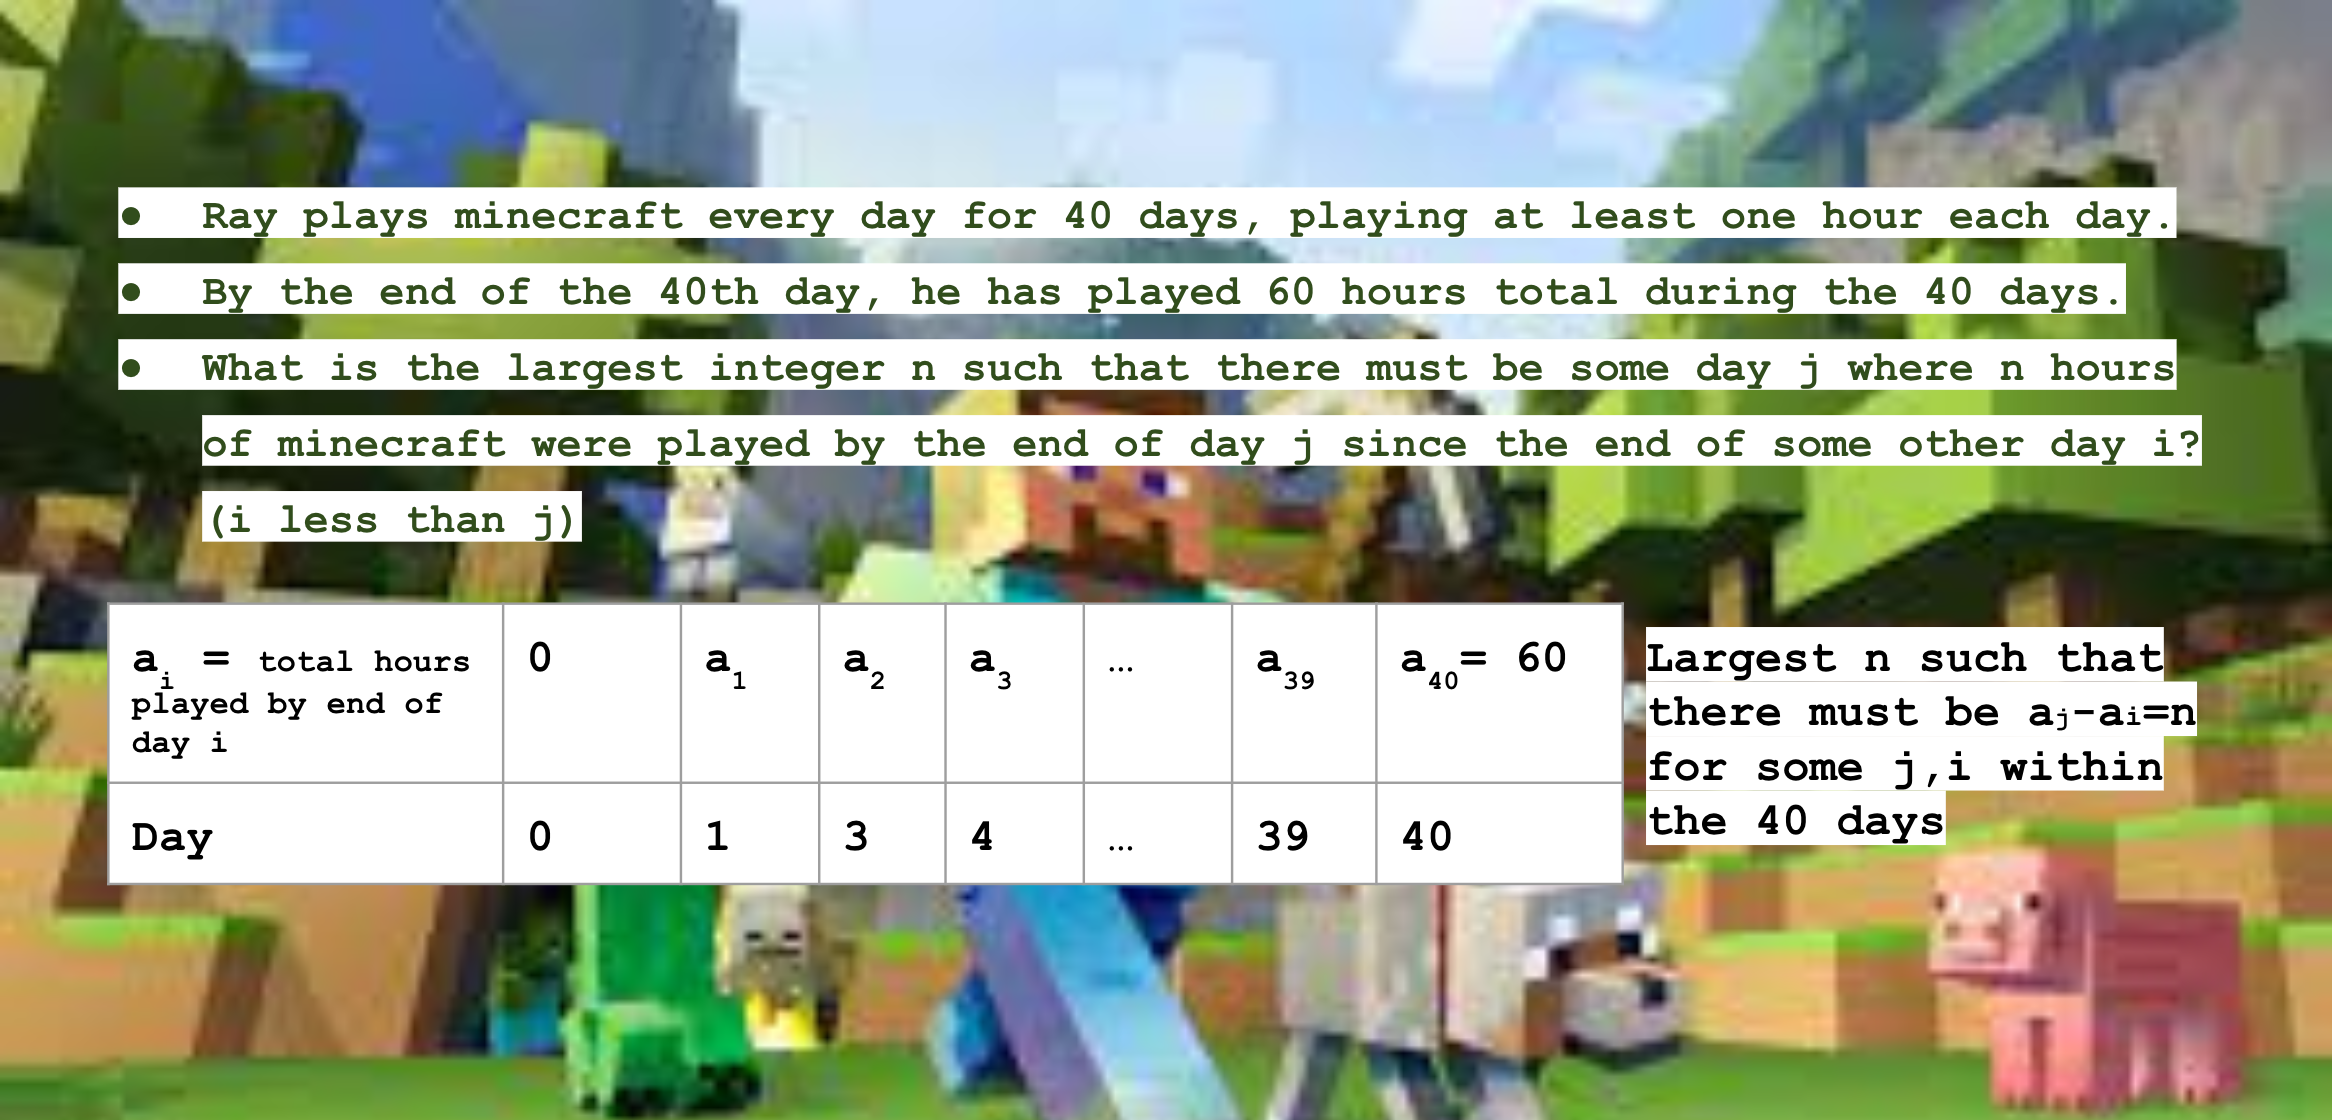 ● Ray plays minecraft every day for 40 days, playing at least one hour each day.
● By the end of the 40th day, he has played 60 hours total during the 40 days.
● What is the largest integer n such that there must be some day j where n hours
of minecraft were played by the end of day j since the end of some other day i?
(i less than j)
aᵢ = total hours
played by end of
day i
0
a₁
a₂
a₃
…
a₃₉
a₄₀= 60
Day
0
1
3
4
…
39
40
Largest n such that
there must be aⱼ-aᵢ=n
for some j,i within
the 40 days